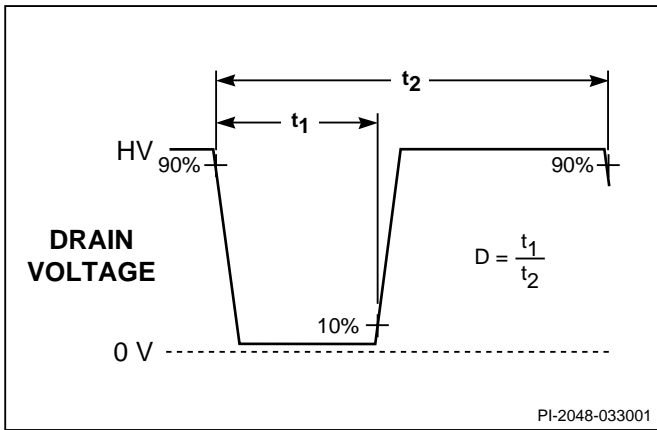 t2
t1
HV
90%
90%
DRAIN
VOLTAGE
D = t1
t2
10%
0 V
PI-2048-033001